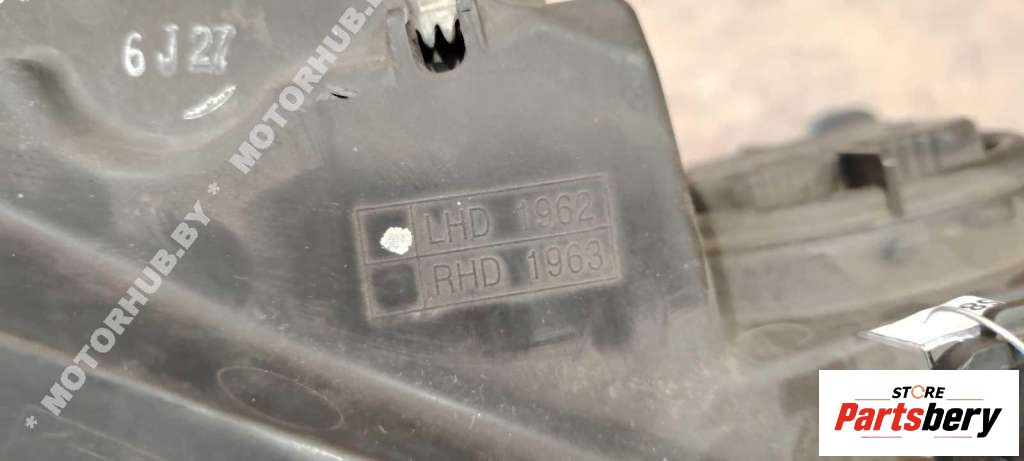 6J27
* MOTORHUB.BY * MOTORHUB.BY
LHD 1962
RHD 1963
STORE
Partsbery